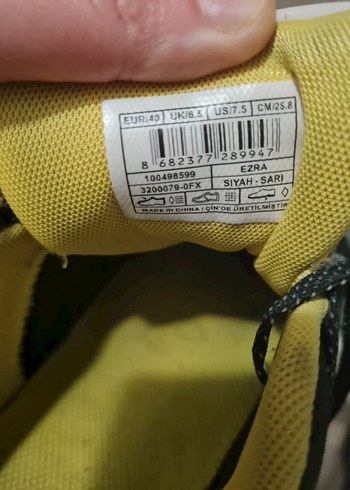 EUR/40 UK/6.5 US/7.5 CM/25.8
8 682377 289947
100498599 EZRA
3200079-0FX SIYAH - SARI
MADE IN CHINA / ÇİN'DE ÜRETİLMİŞTİR